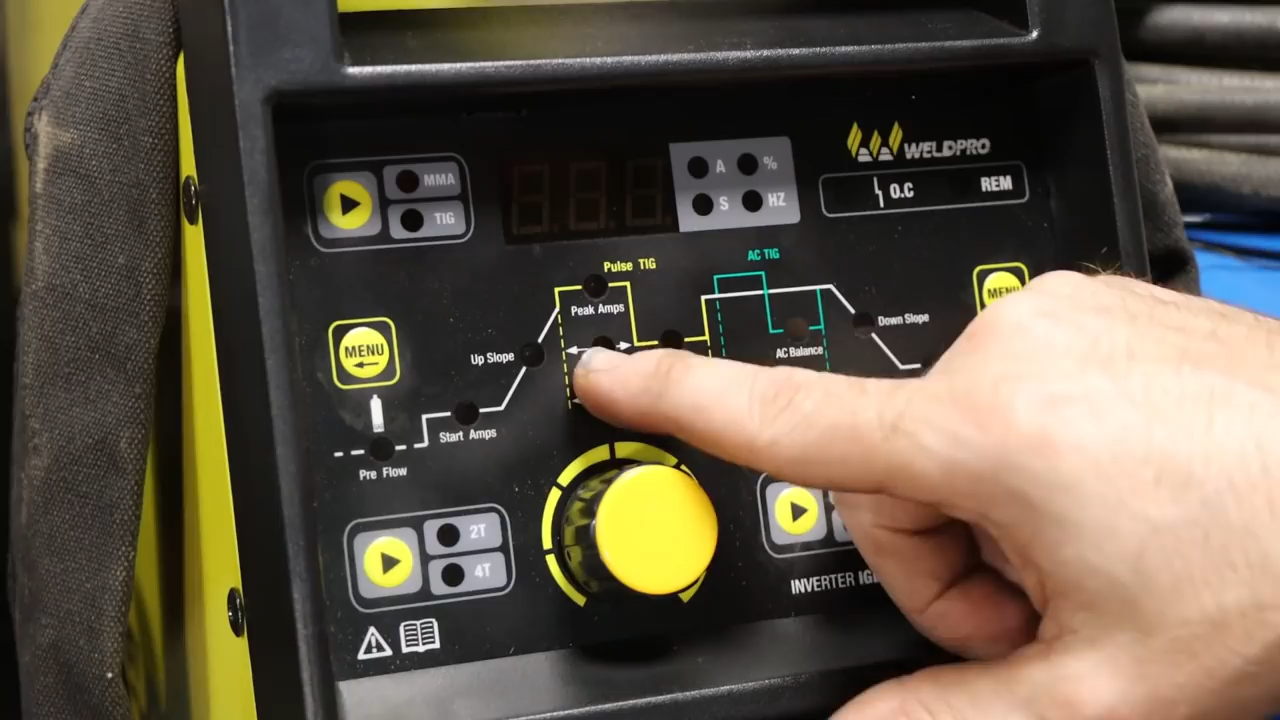 MMA
TIG
A
%
S
HZ
WELDPRO
O.C
REM
Pulse TIG
AC TIG
Peak Amps
MENU
MENU
Up Slope
AC Balance
Down Slope
Start Amps
Pre Flow
2T
4T
INVERTER